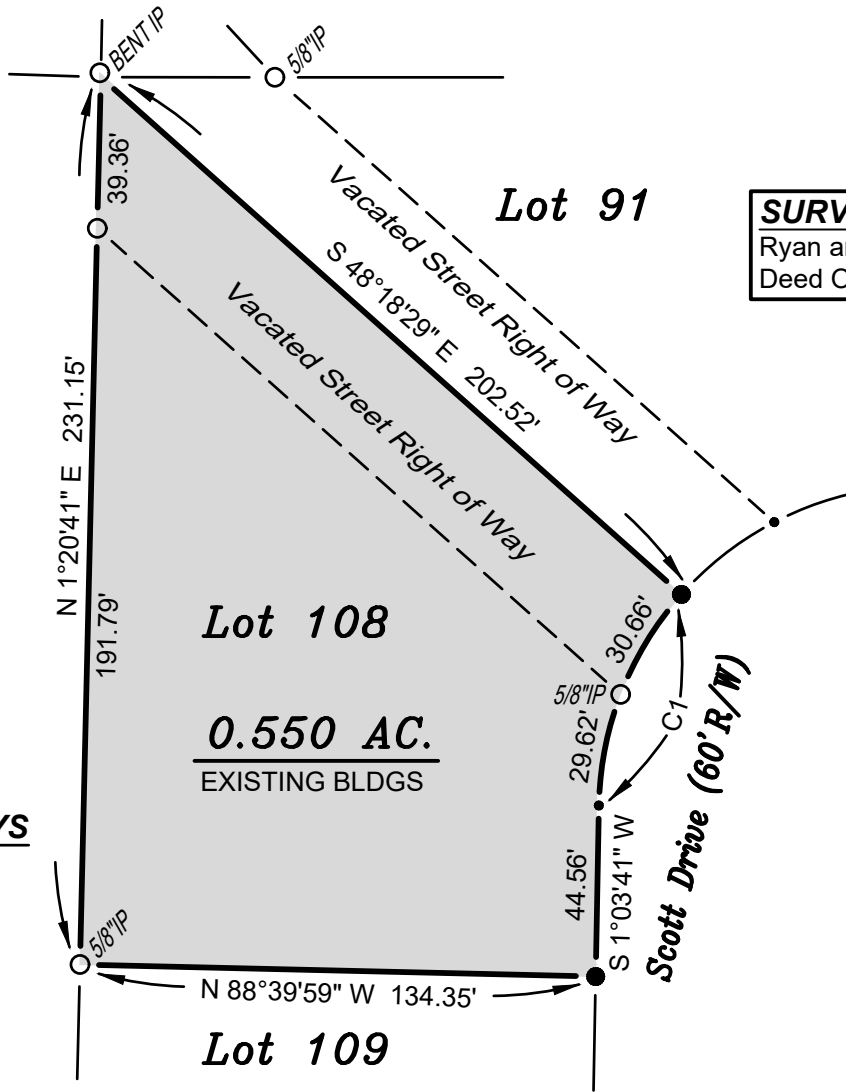 BENT IP
5/8"IP
39.36'
Lot 91
Vacated Street Right of Way
S 48°18'29" E 202.52'
Vacated Street Right of Way
SURV
Ryan a
Deed C
N 1°20'41" E 231.15'
191.79'
Lot 108
30.66'
5/8"IP
0.550 AC.
EXISTING BLDGS
29.62'
C1
Scott Drive (60' R/W)
YS
44.56'
S 1°03'41" W
5/8"IP
N 88°39'59" W 134.35'
Lot 109